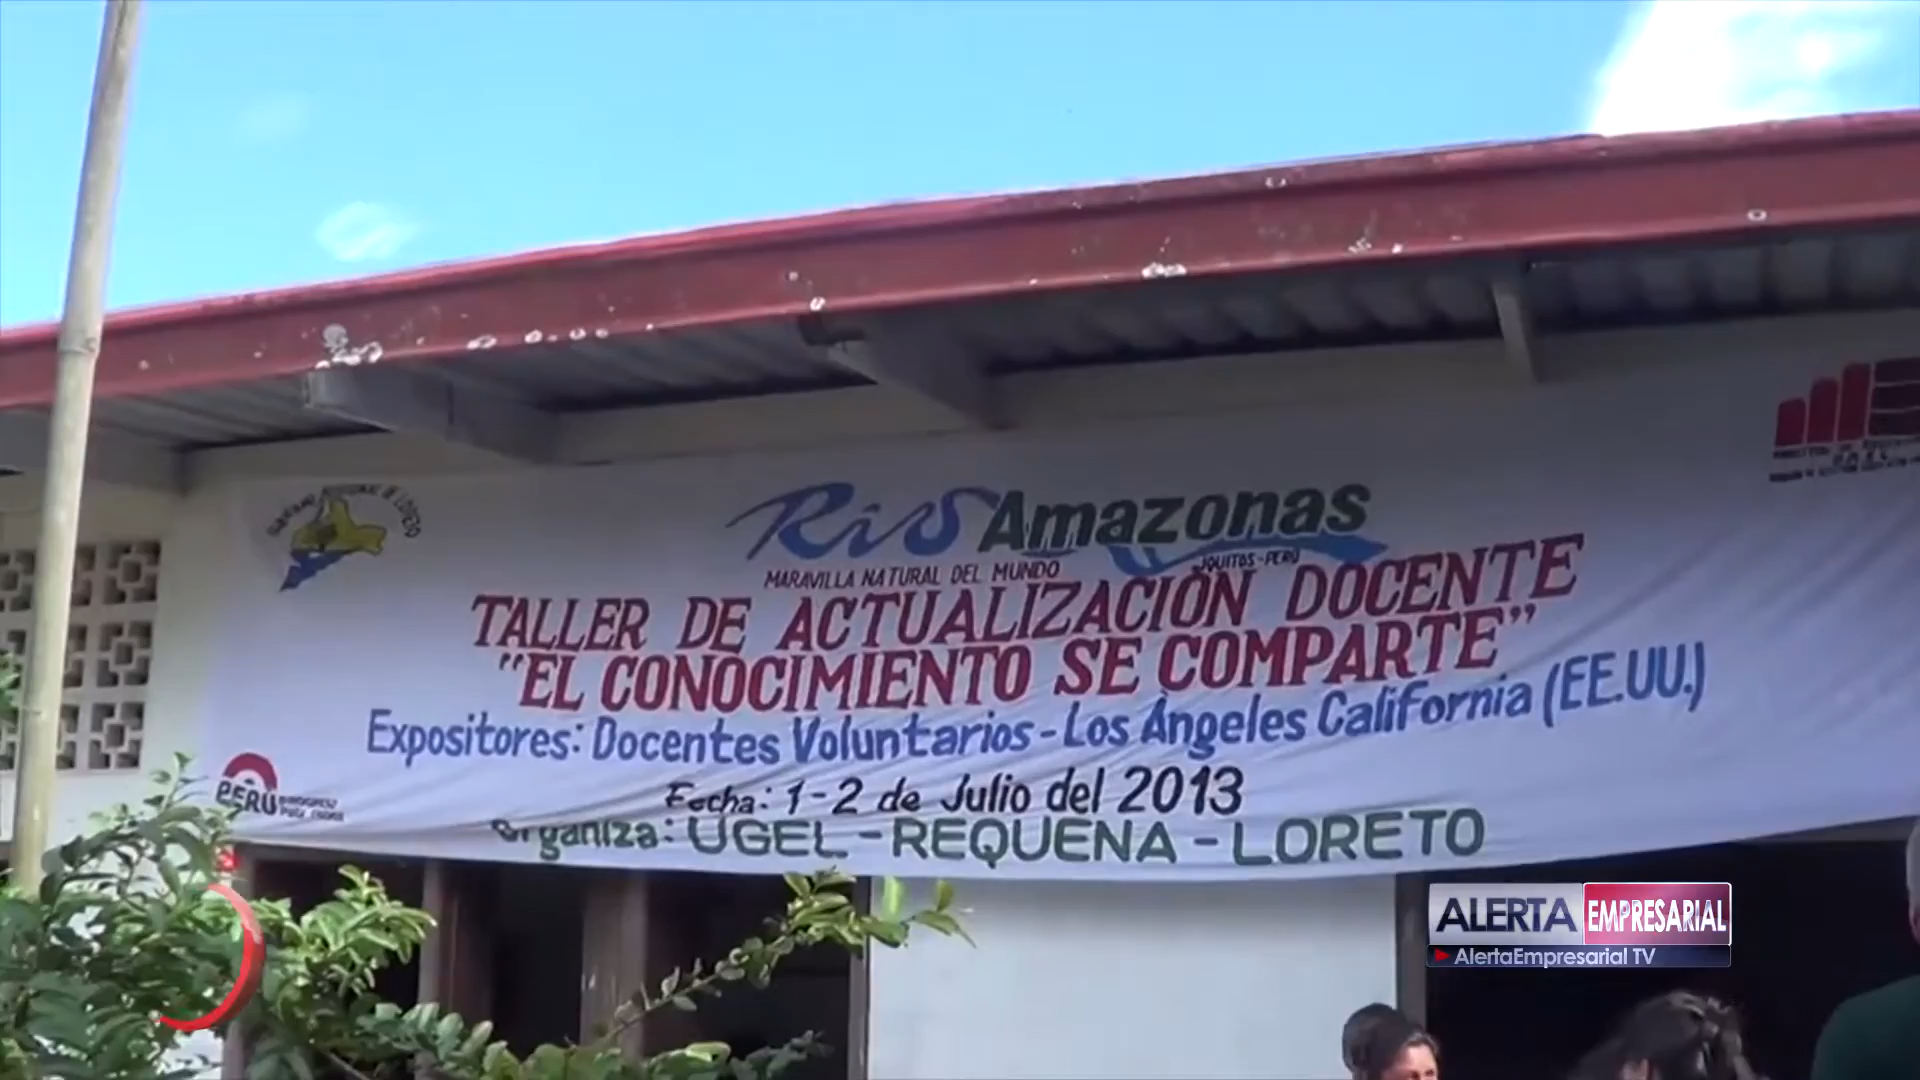 Río Amazonas
IQUITOS-PERÚ
MARAVILLA NATURAL DEL MUNDO
TALLER DE ACTUALIZACIÓN DOCENTE
"EL CONOCIMIENTO SE COMPARTE"
Expositores: Docentes Voluntarios - Los Ángeles California (EE.UU.)
Fecha: 1-2 de Julio del 2013
Organiza: UGEL - REQUENA - LORETO
PERÚ
ALERTA EMPRESARIAL
AlertaEmpresarial TV